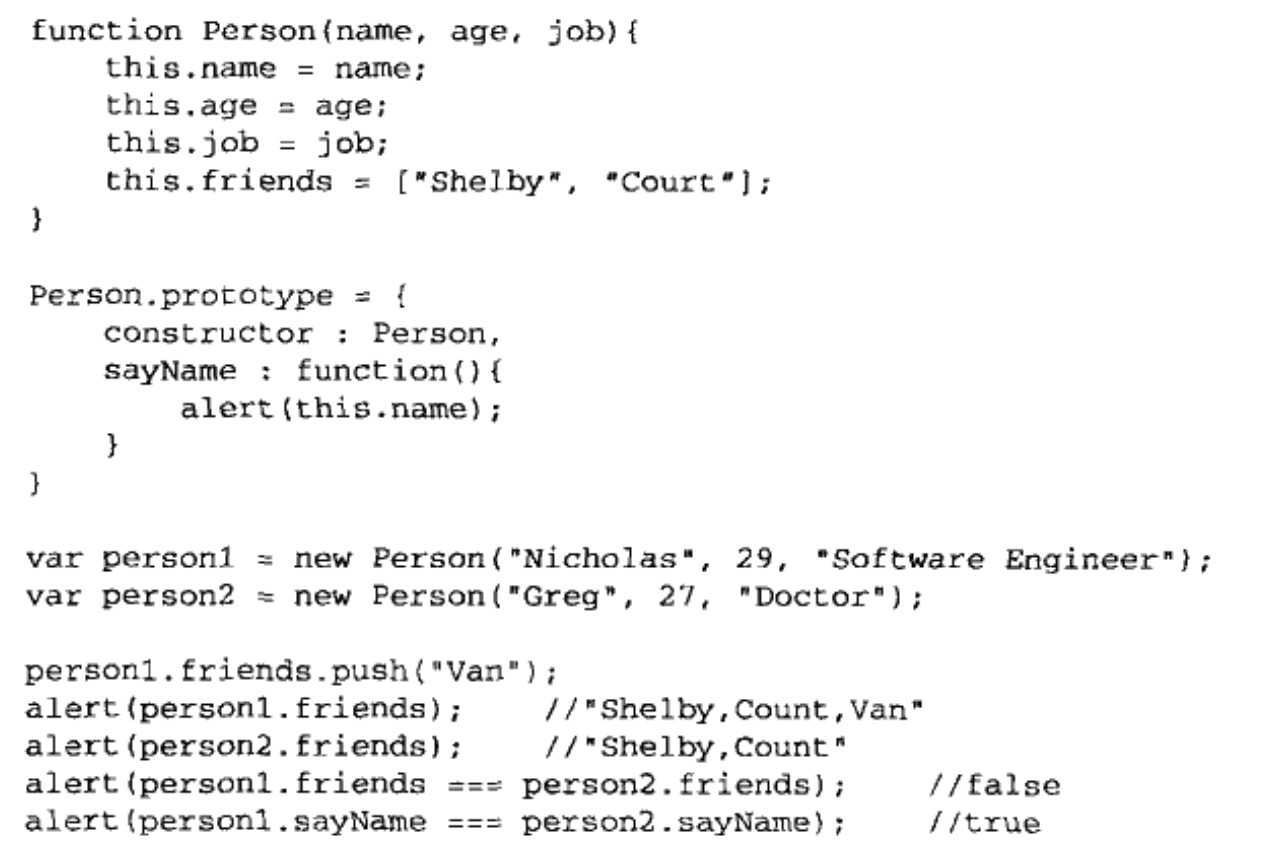 function Person(name, age, job){
    this.name = name;
    this.age = age;
    this.job = job;
    this.friends = ["Shelby", "Court"];
}

Person.prototype = {
    constructor : Person,
    sayName : function(){
        alert(this.name);
    }
}

var person1 = new Person("Nicholas", 29, "Software Engineer");
var person2 = new Person("Greg", 27, "Doctor");

person1.friends.push("Van");
alert(person1.friends);    //"Shelby,Count,Van"
alert(person2.friends);    //"Shelby,Count"
alert(person1.friends === person2.friends);    //false
alert(person1.sayName === person2.sayName);    //true